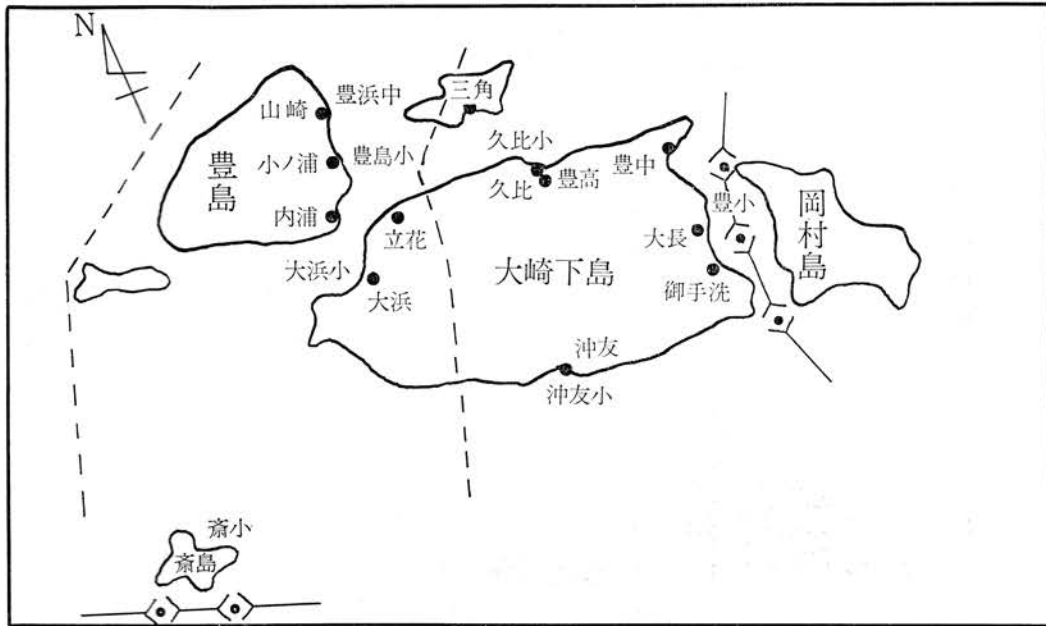 N
山崎
豊浜中
豊島
小ノ浦
豊島小
内浦
三角
久比小
久比
豊高
豊中
立花
大浜小
大浜
大崎下島
大長
豊小
御手洗
岡村島
沖友
沖友小
斎小
斎島